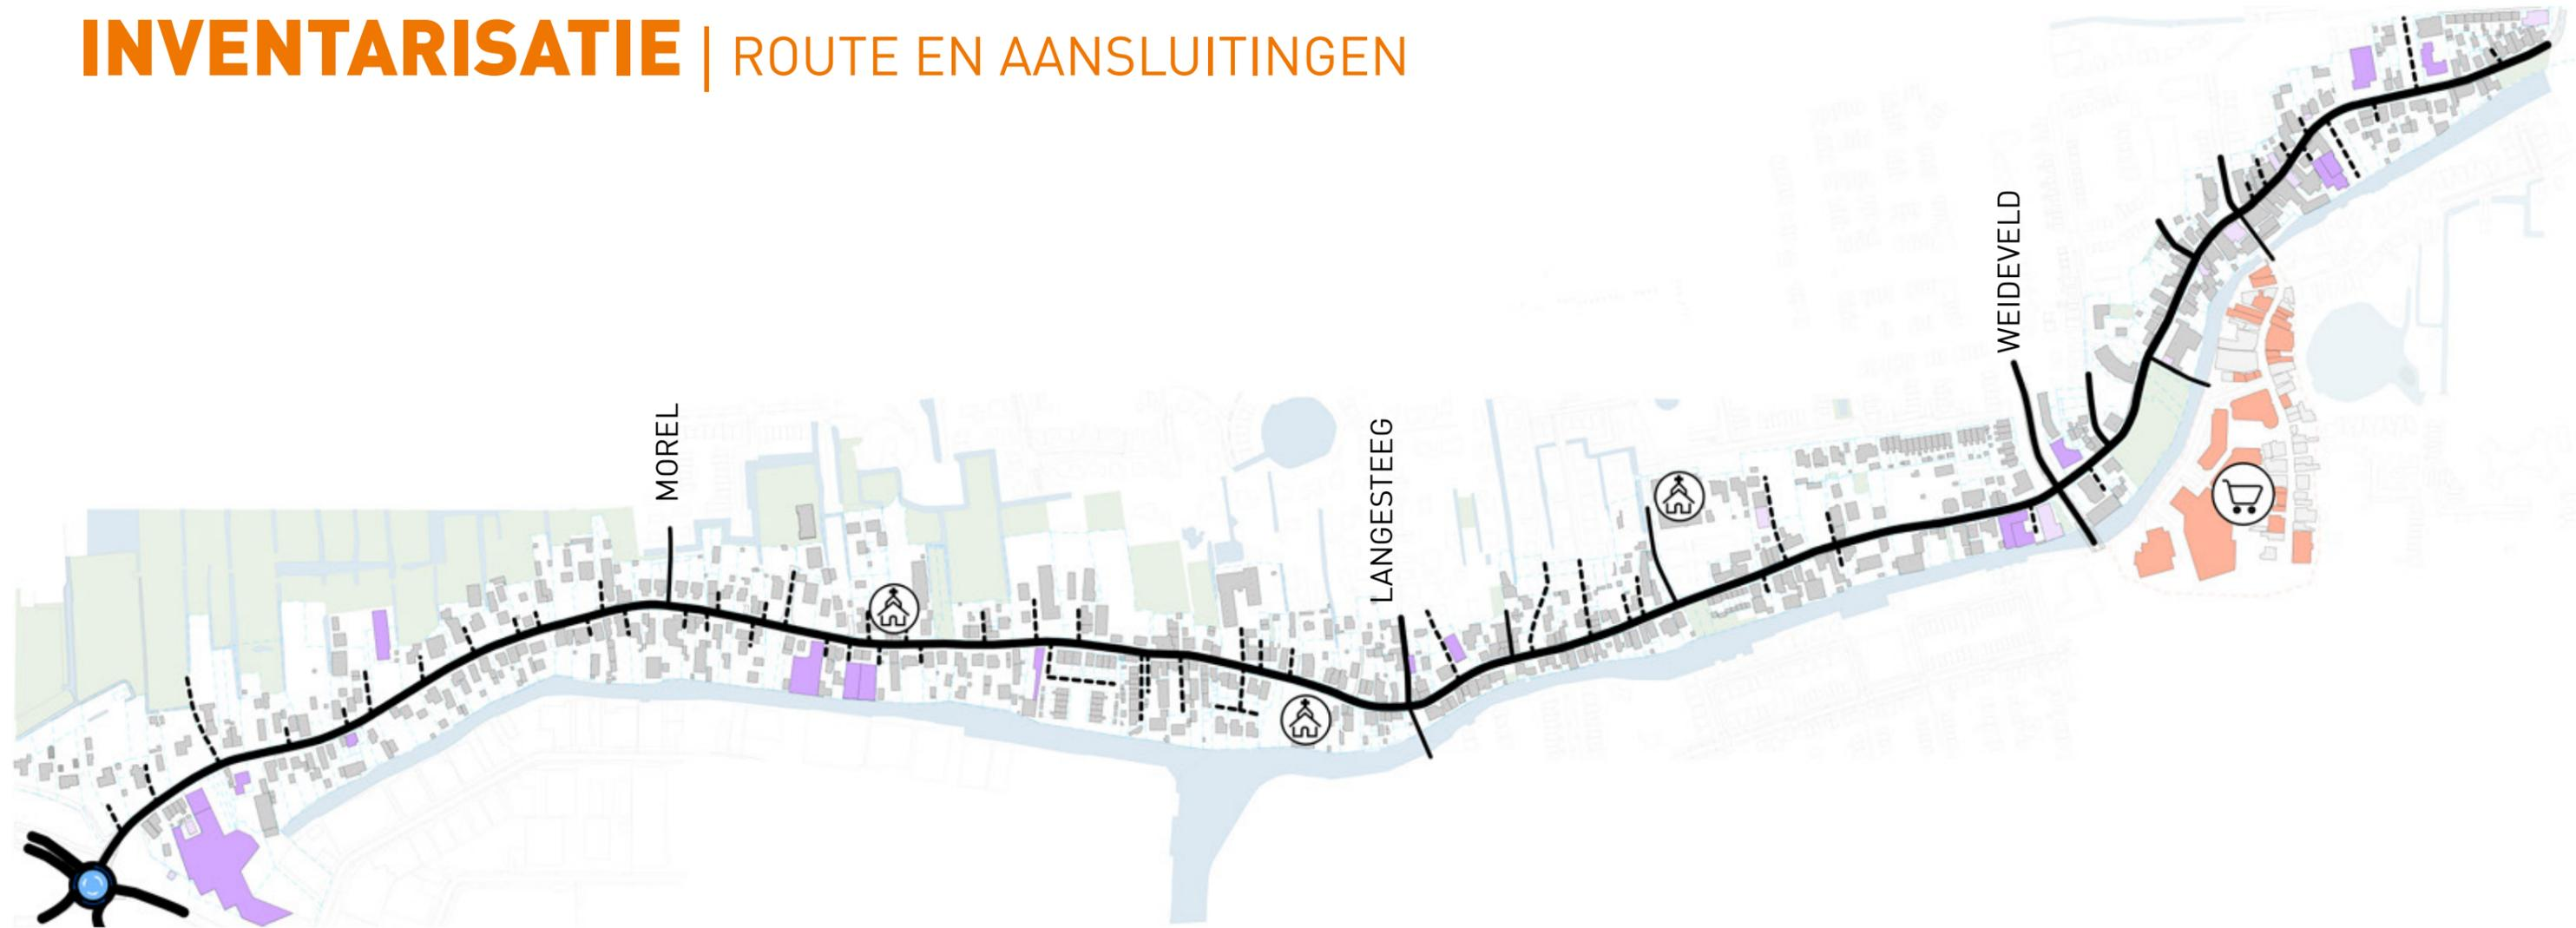 INVENTARISATIE | ROUTE EN AANSLUITINGEN
WEIDEVELD
MOREL
LANGESTEEG